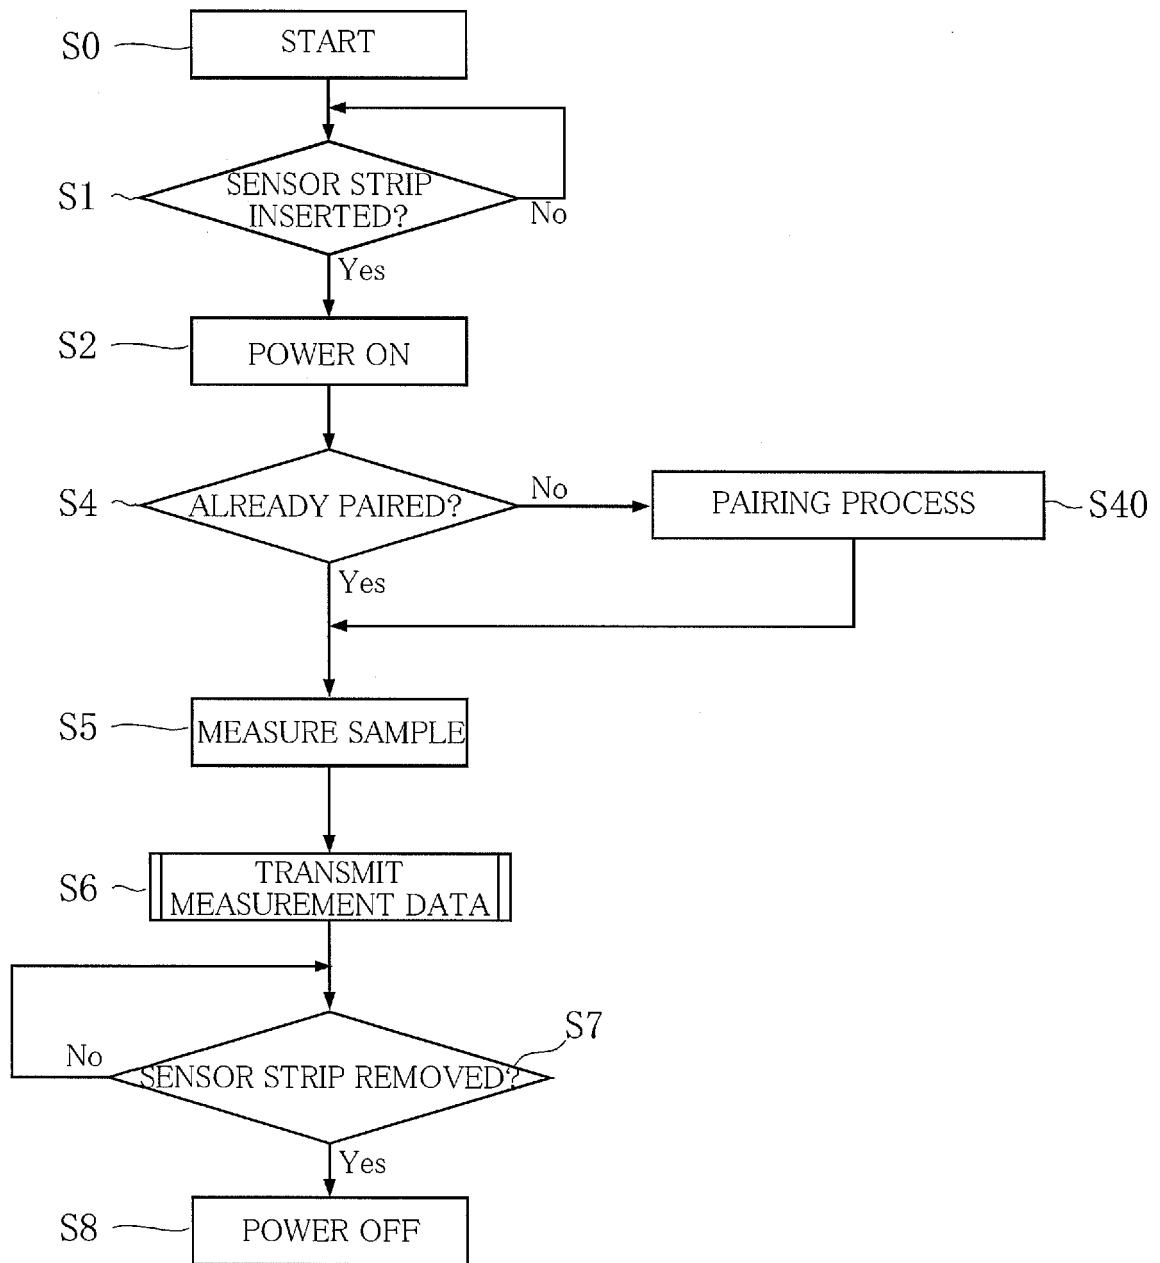 S0
START
S1
SENSOR STRIP
INSERTED?
No
Yes
S2
POWER ON
S4
ALREADY PAIRED?
No
PAIRING PROCESS
S40
Yes
S5
MEASURE SAMPLE
S6
TRANSMIT
MEASUREMENT DATA
S7
No
SENSOR STRIP REMOVED?
Yes
S8
POWER OFF